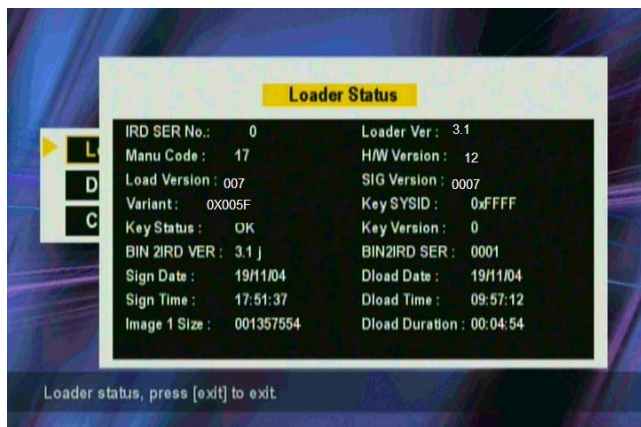 Loader Status
IRD SER No.: 0 Loader Ver : 3.1
Manu Code : 17 H/W Version : 12
Load Version : 007 SIG Version : 0007
Variant : 0X005F Key SYSID : 0xFFFF
Key Status : OK Key Version : 0
BIN 2IRD VER : 3.1 j BIN2IRD SER : 0001
Sign Date : 19/11/04 Dload Date : 19/11/04
Sign Time : 17:51:37 Dload Time : 09:57:12
Image 1 Size : 001357554 Dload Duration : 00:04:54
L
D
C
Loader status, press [exit] to exit.